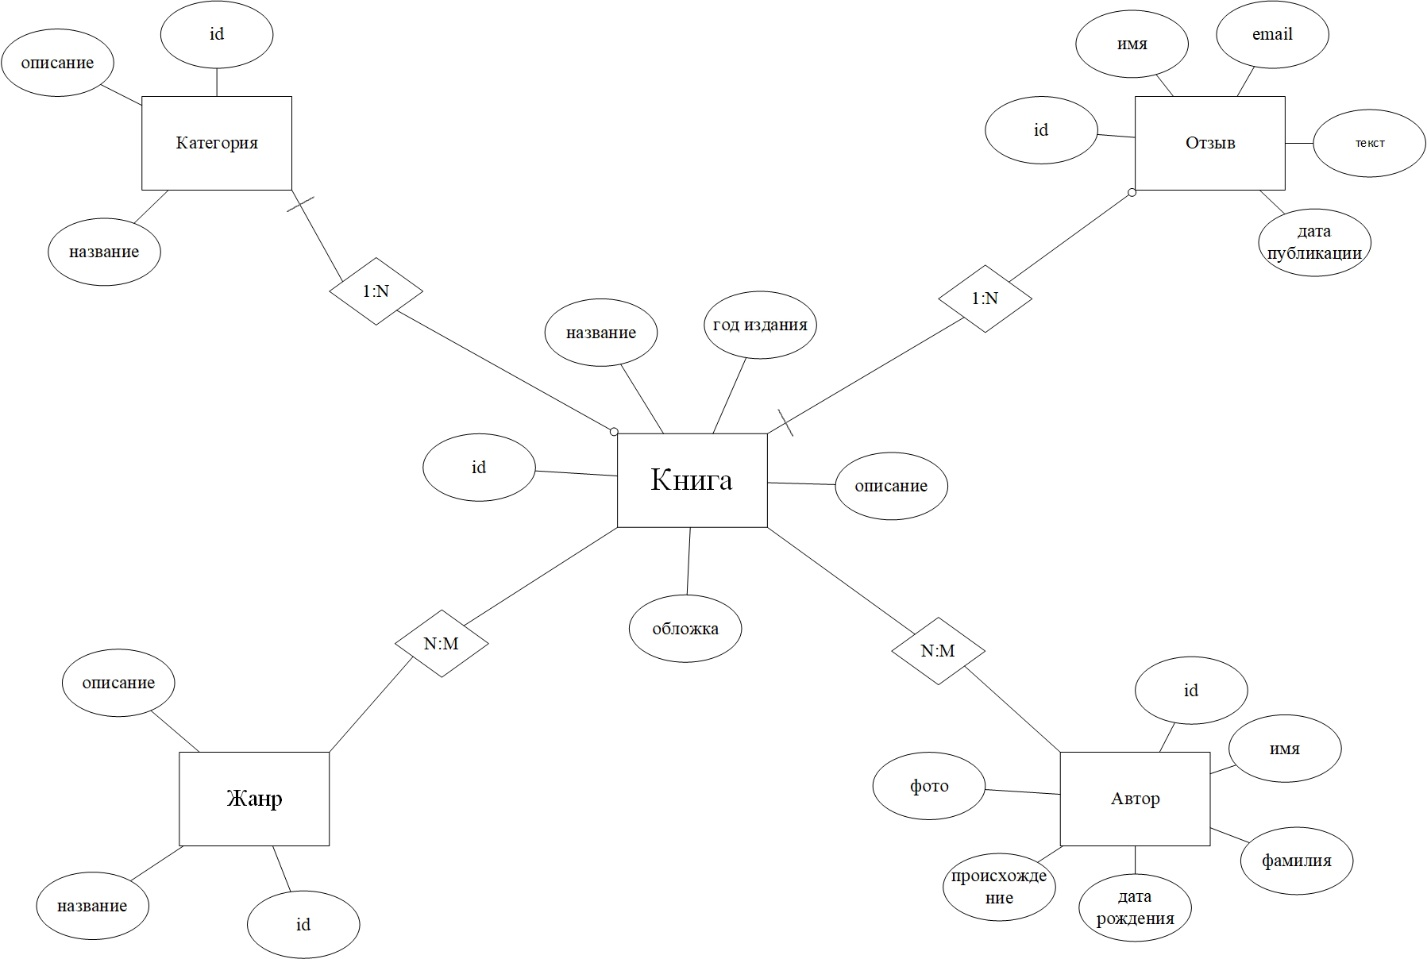 id
описание
Категория
название
имя
email
id
Отзыв
текст
дата
публикации
1:N
1:N
название
год издания
id
Книга
описание
обложка
N:M
N:M
описание
Жанр
название
id
id
имя
фото
Автор
фамилия
происхожде
ние
дата
рождения